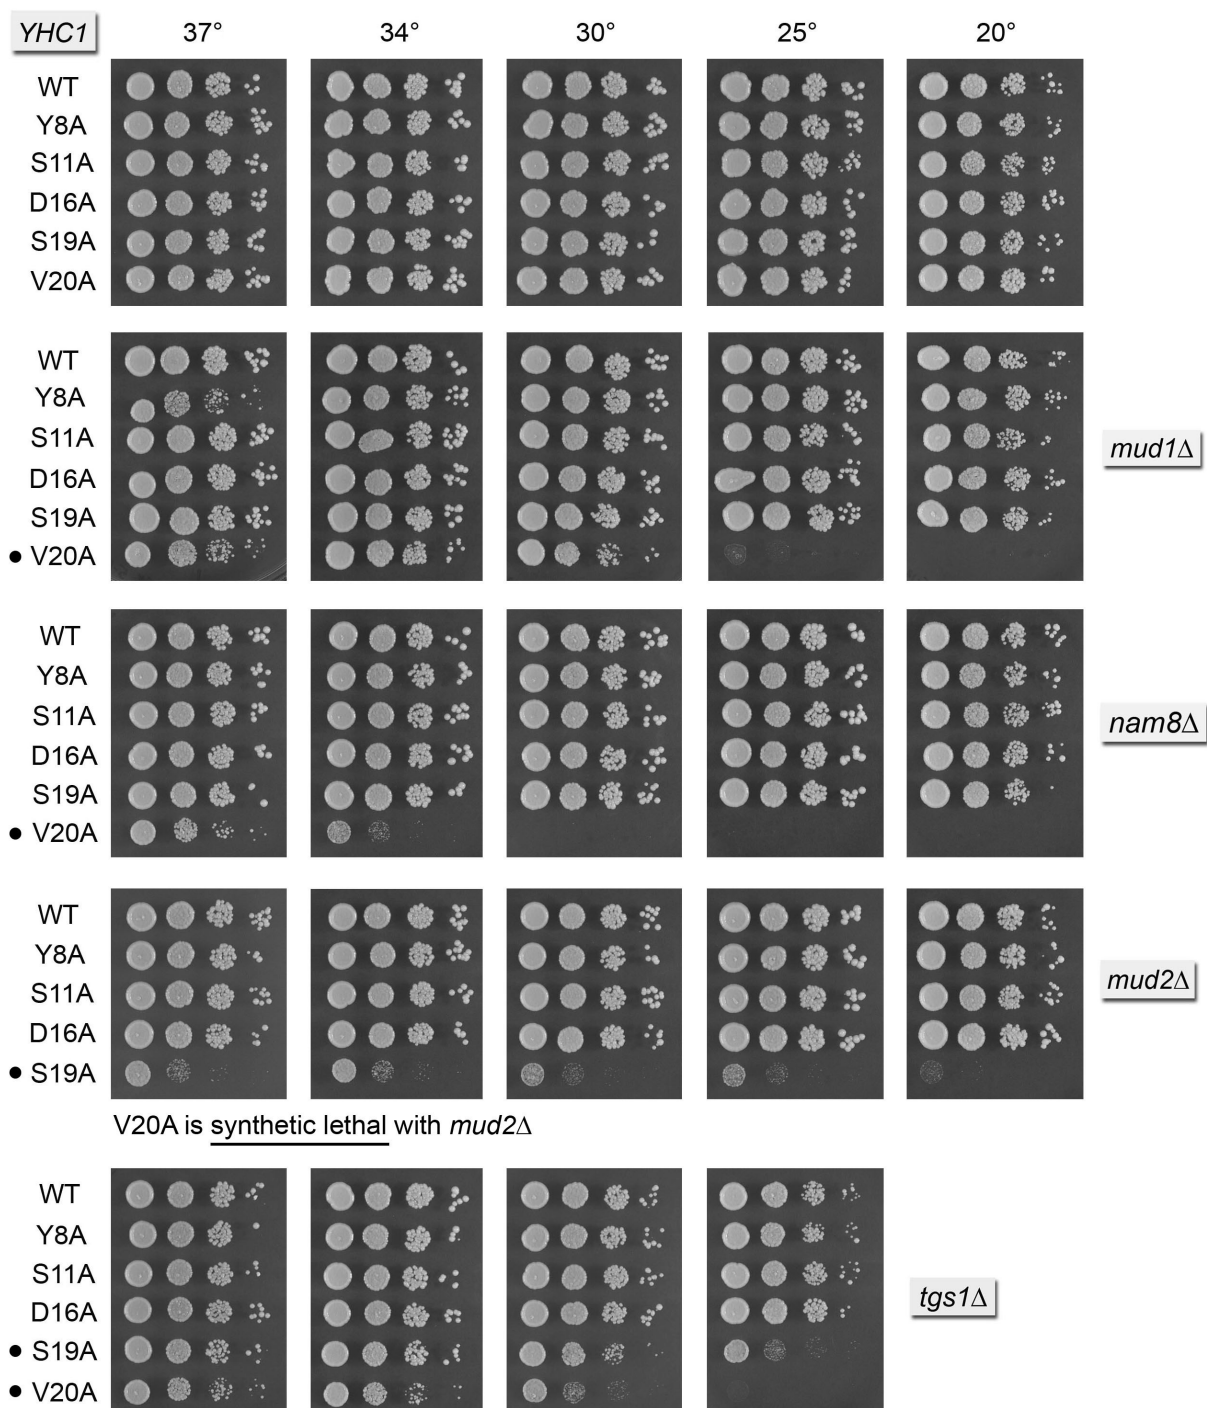 YHC1 37° 34° 30° 25° 20°
WT
Y8A
S11A
D16A
S19A
V20A
WT
Y8A
S11A
mud1Δ
D16A
S19A
• V20A
WT
Y8A
S11A
nam8Δ
D16A
S19A
• V20A
WT
Y8A
mud2Δ
S11A
D16A
• S19A
V20A is synthetic lethal with mud2Δ
WT
Y8A
S11A
tgs1Δ
D16A
• S19A
• V20A